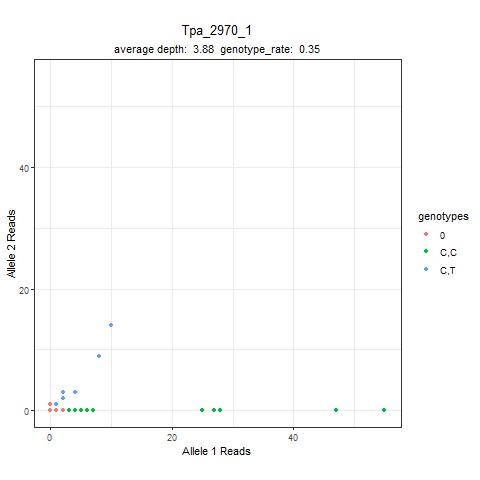 Tpa_2970_1
average depth: 3.88 genotype_rate: 0.35
Allele 2 Reads
40
20
0
0
20
40
Allele 1 Reads
genotypes
0
C,C
C,T